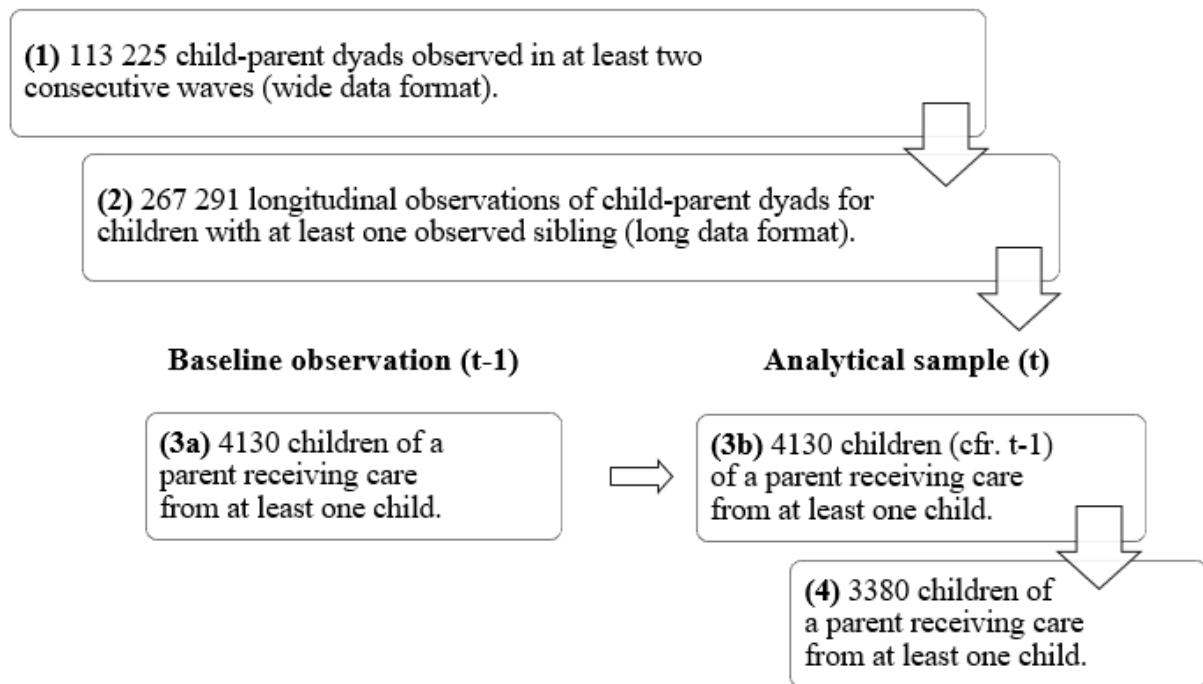 (1) 113 225 child-parent dyads observed in at least two
consecutive waves (wide data format).
(2) 267 291 longitudinal observations of child-parent dyads for
children with at least one observed sibling (long data format).
Baseline observation (t-1)
Analytical sample (t)
(3a) 4130 children of a
parent receiving care
from at least one child.
(3b) 4130 children (cfr. t-1)
of a parent receiving care
from at least one child.
(4) 3380 children of
a parent receiving care
from at least one child.